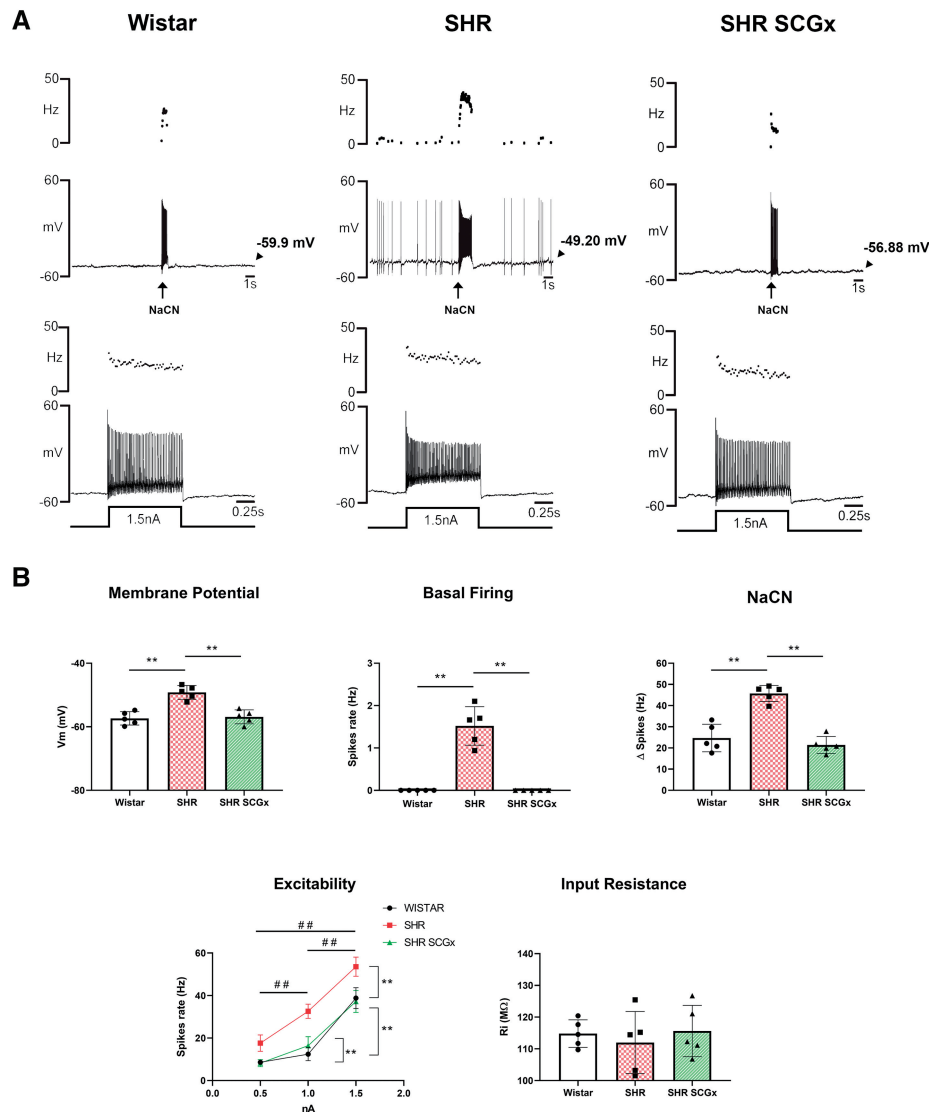 A
Wistar
SHR
SHR SCGx
50
Hz
0
50
Hz
0
50
Hz
0
60
mV
-60
-59.9 mV
1s
NaCN
60
mV
-60
-49.20 mV
1s
NaCN
60
mV
-60
-56.88 mV
1s
NaCN
50
Hz
0
50
Hz
0
50
Hz
0
60
mV
-60
0.25s
1.5nA
60
mV
-60
0.25s
1.5nA
60
mV
-60
0.25s
1.5nA
B
Membrane Potential
** **
-40
-60
-80
Vm (mV)
Wistar SHR SHR SCGx
Basal Firing
** **
3
2
1
0
Spikes rate (Hz)
Wistar SHR SHR SCGx
NaCN
** **
60
50
40
30
20
10
0
Δ Spikes (Hz)
Wistar SHR SHR SCGx
Excitability
WISTAR
SHR
SHR SCGx
# #
# #
# #
**
**
**
60
40
20
0
Spikes rate (Hz)
0.0 0.5 1.0 1.5 2.0
nA
Input Resistance
140
130
120
110
100
Ri (MΩ)
Wistar SHR SHR SCGx